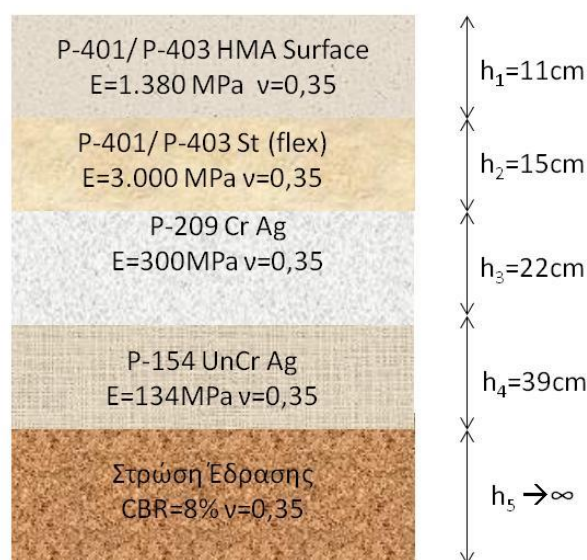 P-401/ P-403 HMA Surface
E=1.380 MPa ν=0,35
h1=11cm
P-401/ P-403 St (flex)
E=3.000 MPa ν=0,35
h2=15cm
P-209 Cr Ag
E=300MPa ν=0,35
h3=22cm
P-154 UnCr Ag
E=134MPa ν=0,35
h4=39cm
Στρώση Έδρασης
CBR=8% ν=0,35
h5 →∞